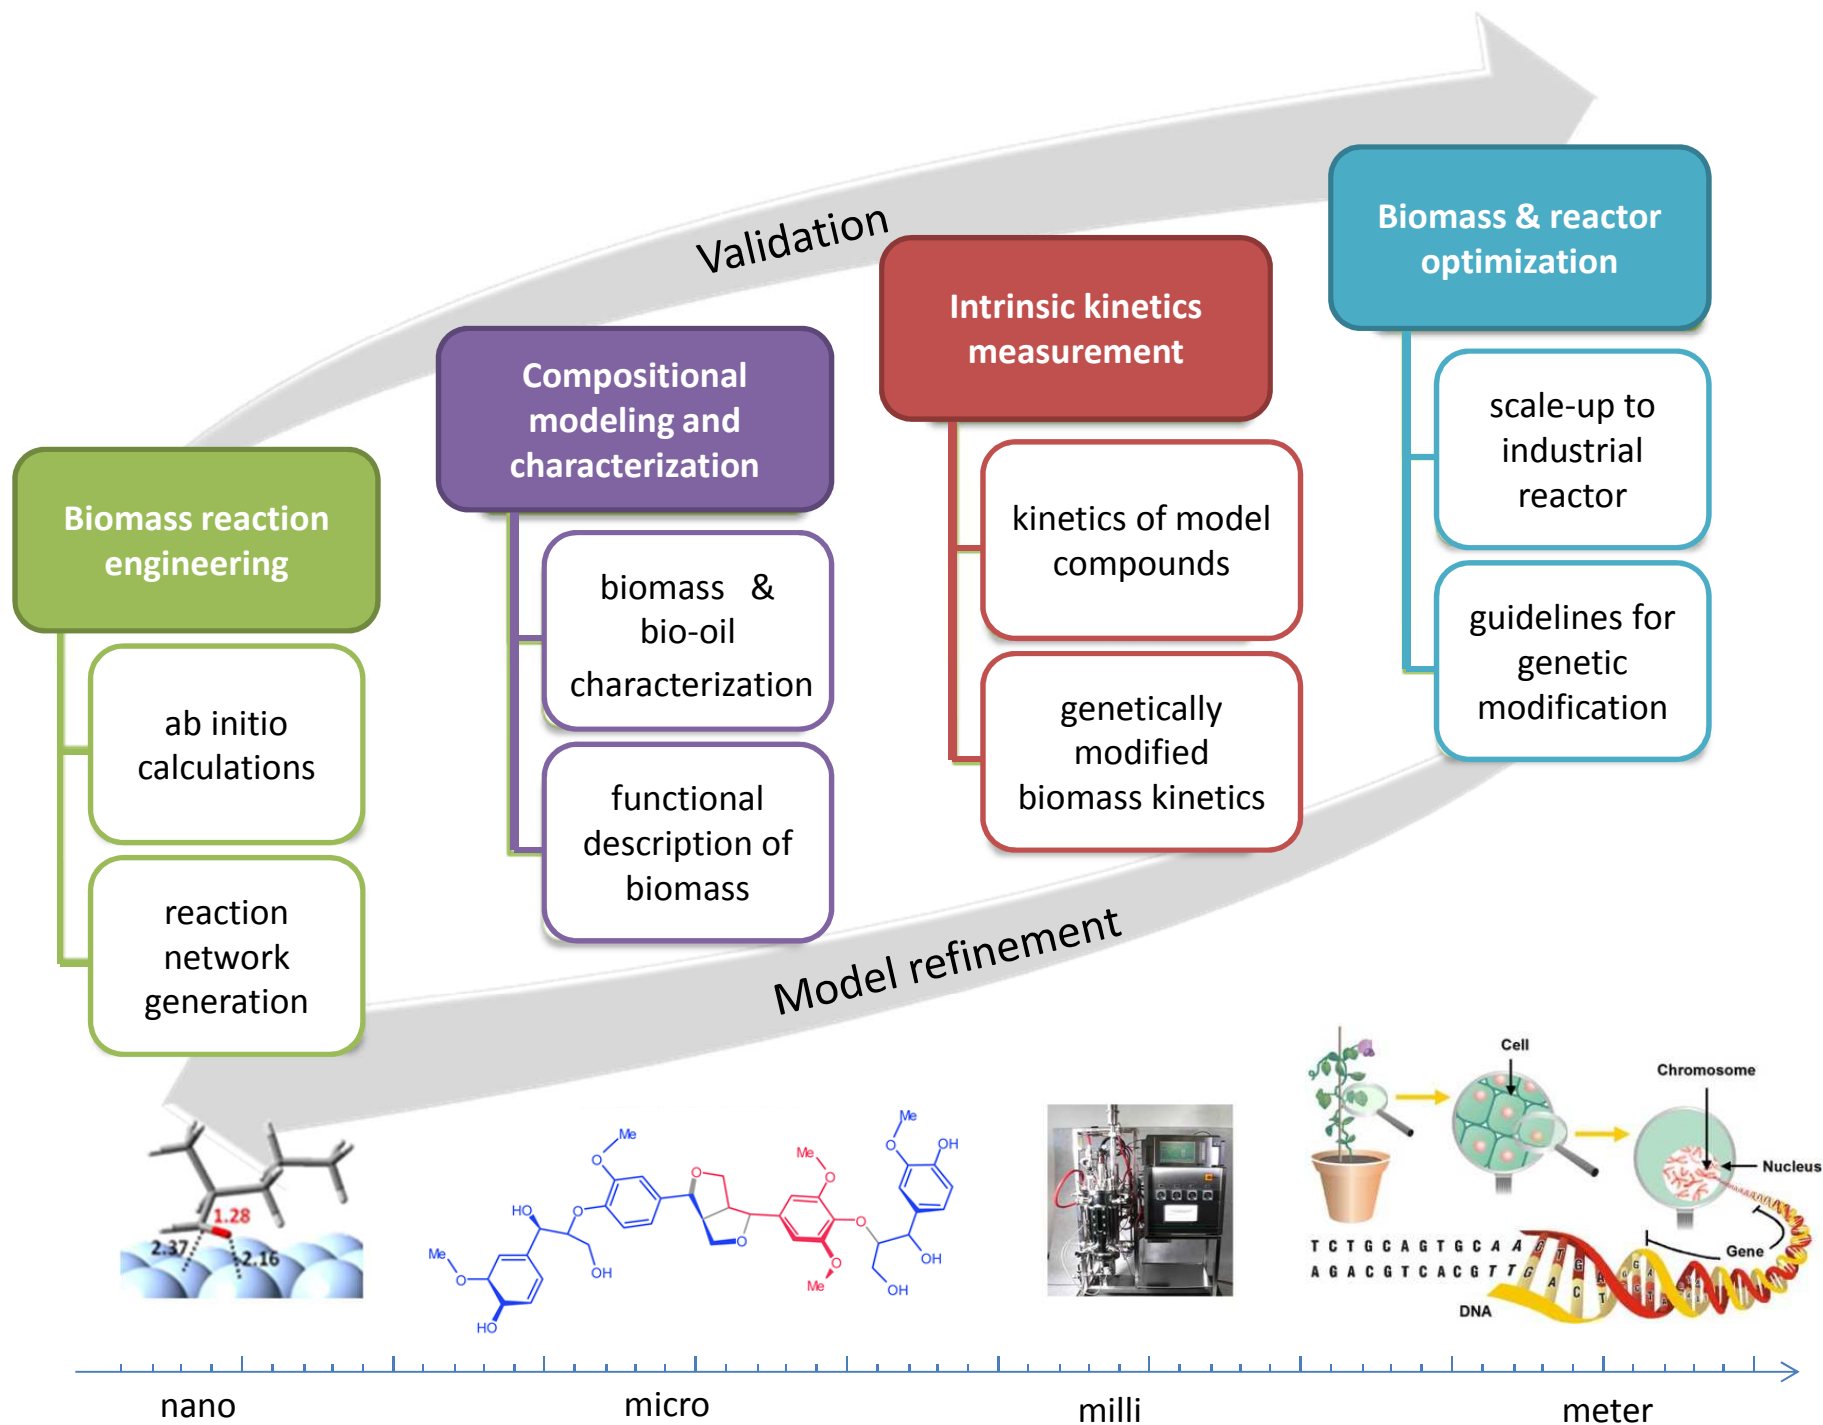 Validation
Biomass & reactor
optimization
scale-up to
industrial
reactor
guidelines for
genetic
modification
Intrinsic kinetics
measurement
kinetics of model
compounds
genetically
modified
biomass kinetics
Compositional
modeling and
characterization
biomass &
bio-oil
characterization
functional
description of
biomass
Biomass reaction
engineering
ab initio
calculations
reaction
network
generation
Model refinement
1.28
2.37
2.16
Me
O
O
HO
O
Me
O
HO
OH
O
O
Me
O
O
Me
O
Me
O
OH
OH
OH
Cell
Chromosome
Nucleus
Gene
T C T G C A G T G C A A G T G A
A G A C G T C A C G T T G A C T
DNA
nano
micro
milli
meter